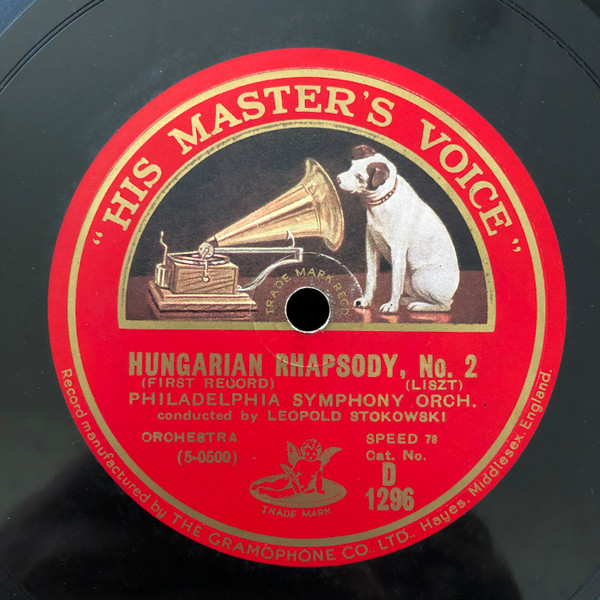 "HIS MASTER'S VOICE"
TRADE MARK REGD
HUNGARIAN RHAPSODY, No. 2
(FIRST RECORD) (LISZT)
PHILADELPHIA SYMPHONY ORCH.
conducted by LEOPOLD STOKOWSKI
ORCHESTRA SPEED 78
(5-0500) Cat. No.
D
1296
TRADE MARK
Record manufactured by THE GRAMOPHONE CO., LTD., Hayes, Middlesex, England.